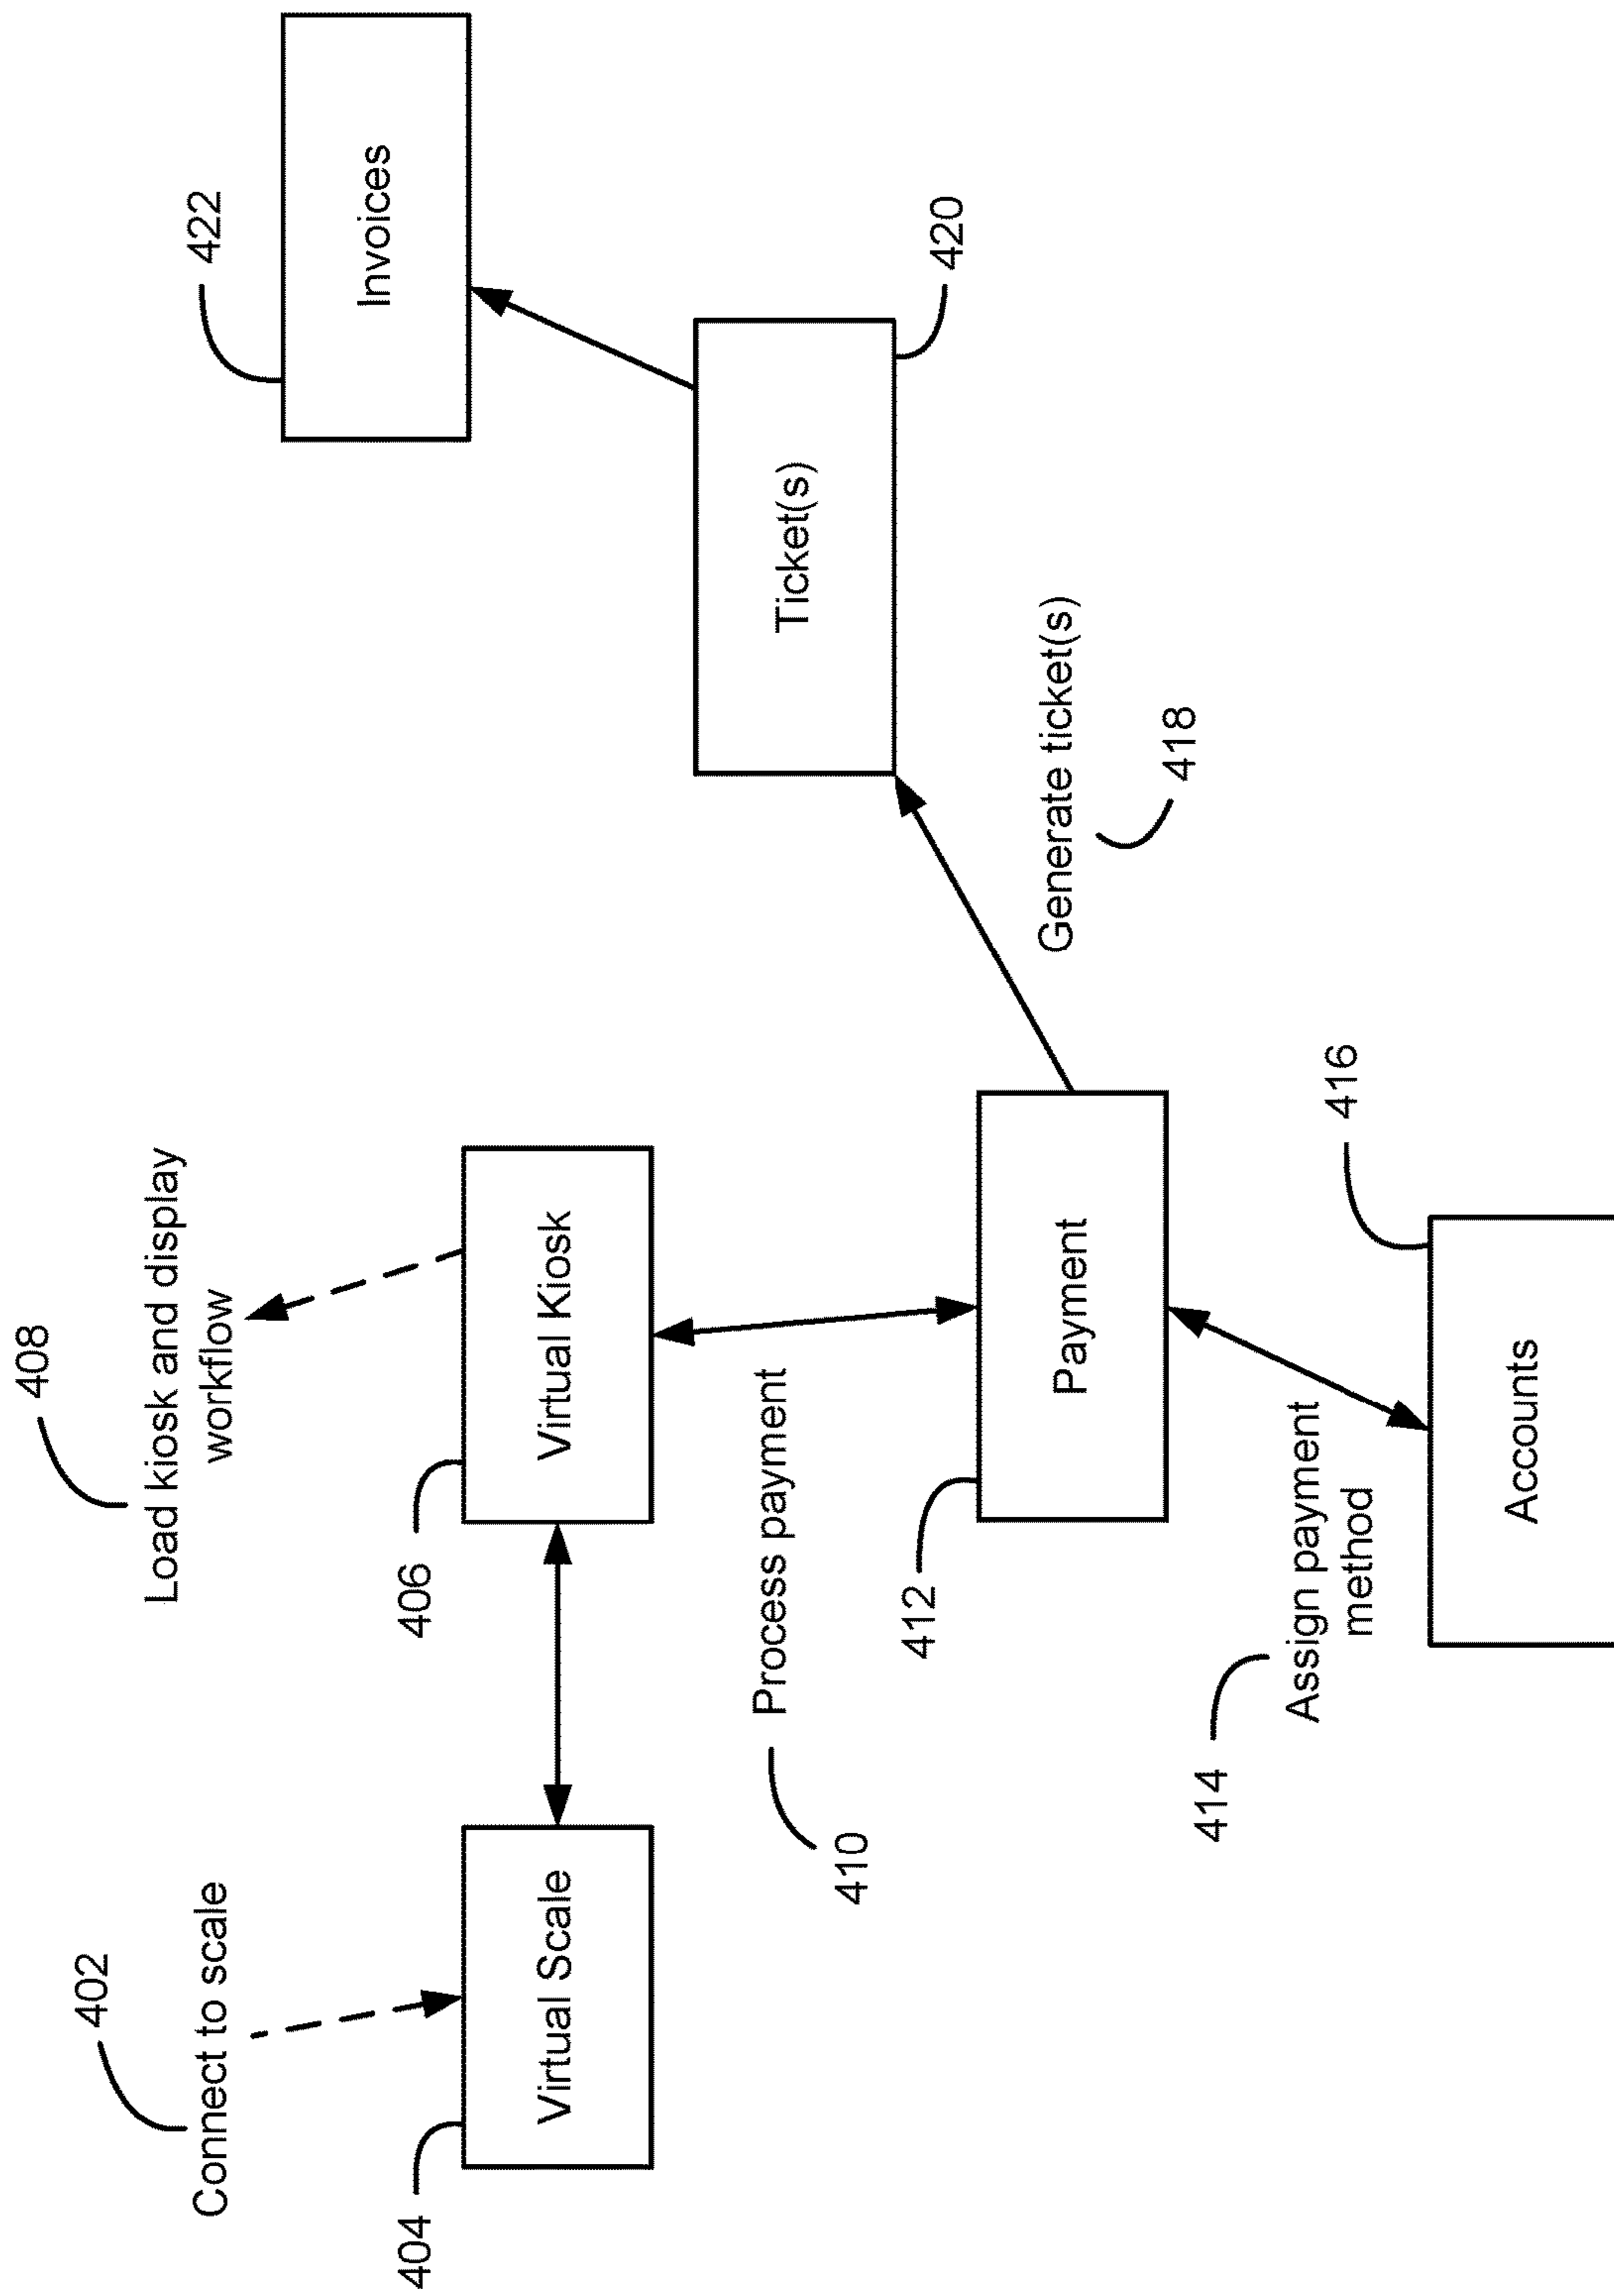 402
Connect to scale
404
Virtual Scale
408
Load kiosk and display
workflow
406
Virtual Kiosk
410
Process payment
412
Payment
414
Assign payment
method
416
Accounts
Generate ticket(s)
418
Ticket(s)
420
422
Invoices